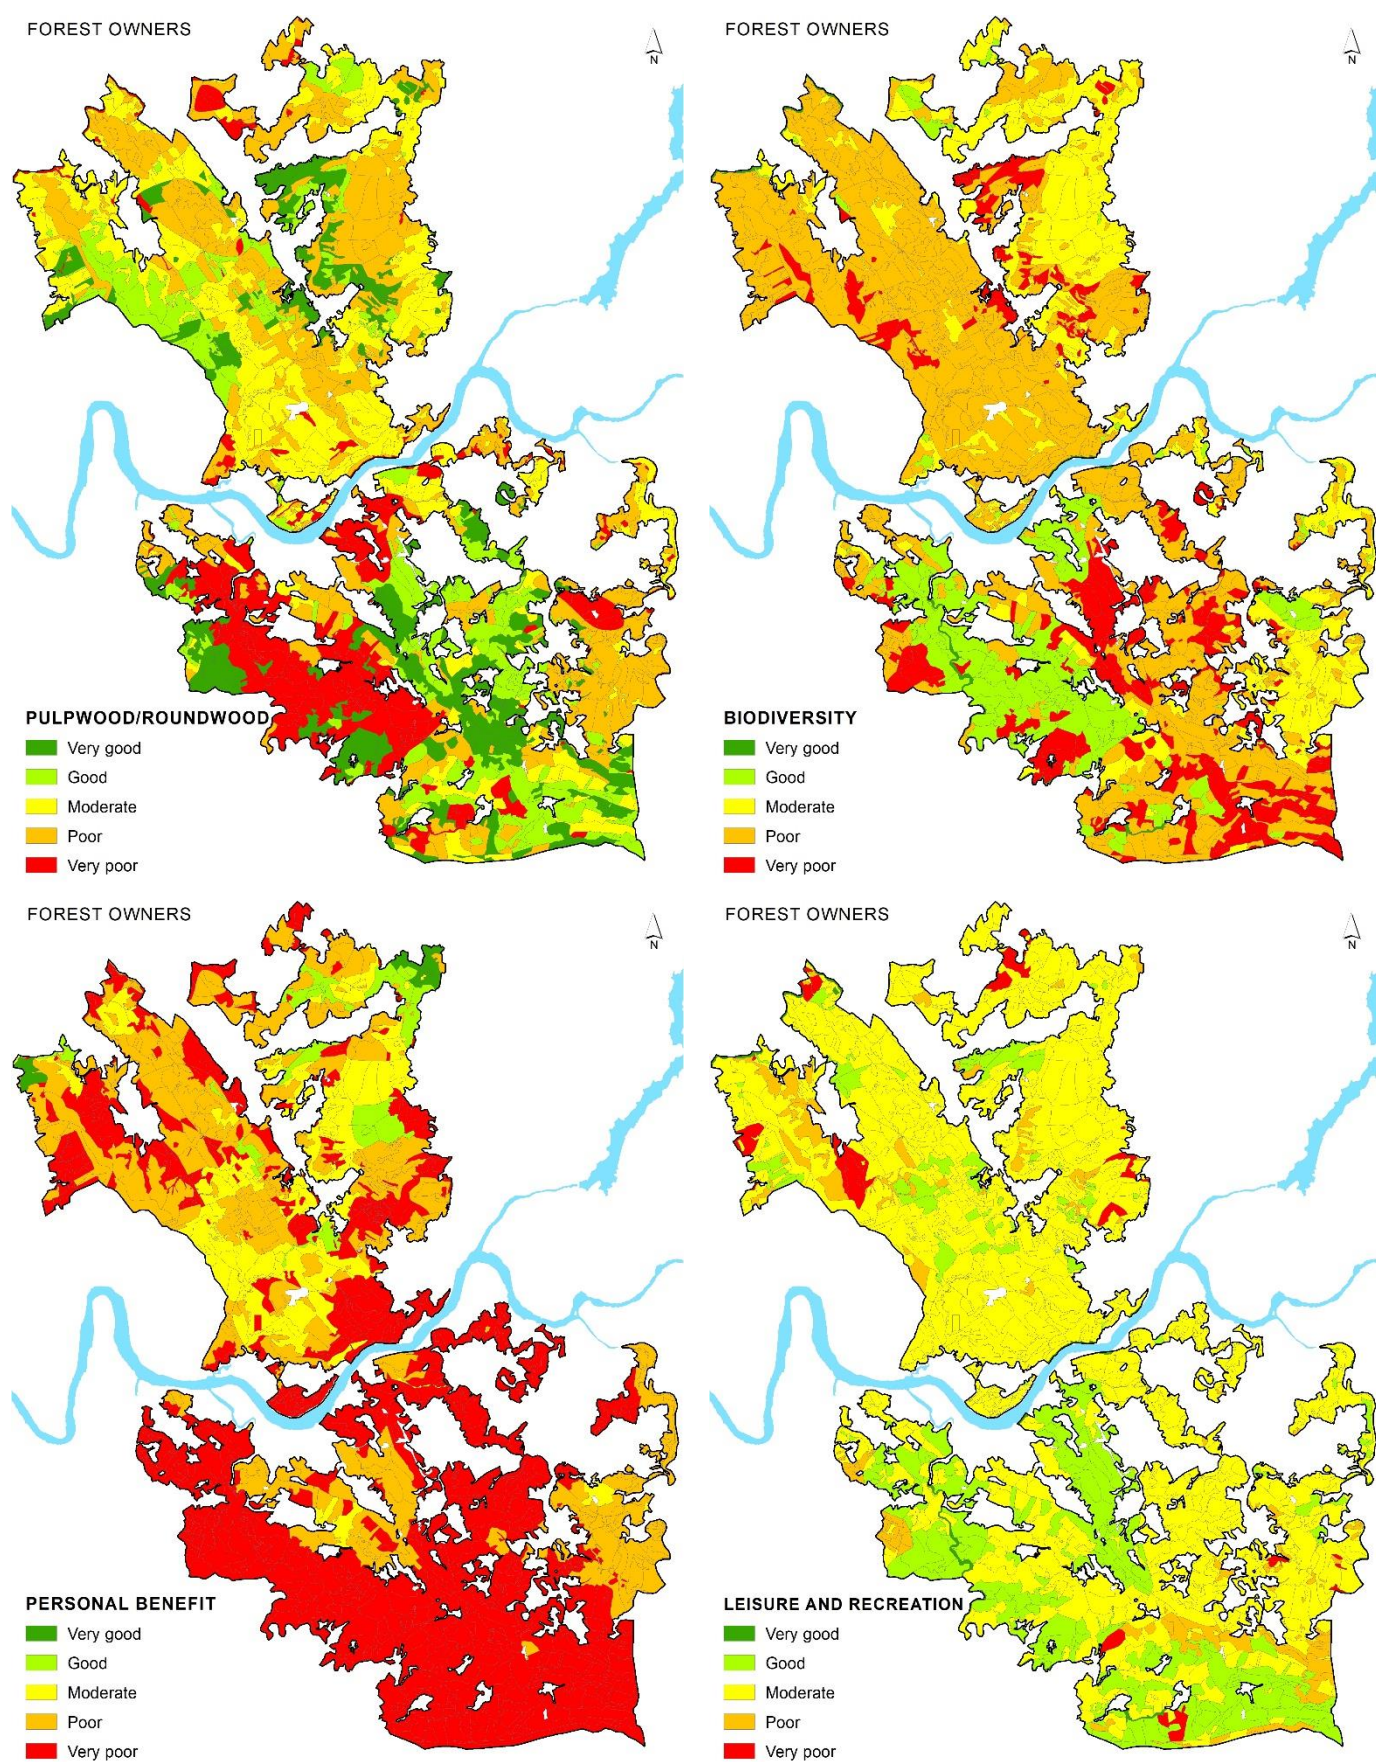 FOREST OWNERS
N
PULPWOOD/ROUNDWOOD
Very good
Good
Moderate
Poor
Very poor
FOREST OWNERS
N
BIODIVERSITY
Very good
Good
Moderate
Poor
Very poor
FOREST OWNERS
N
PERSONAL BENEFIT
Very good
Good
Moderate
Poor
Very poor
FOREST OWNERS
N
LEISURE AND RECREATION
Very good
Good
Moderate
Poor
Very poor